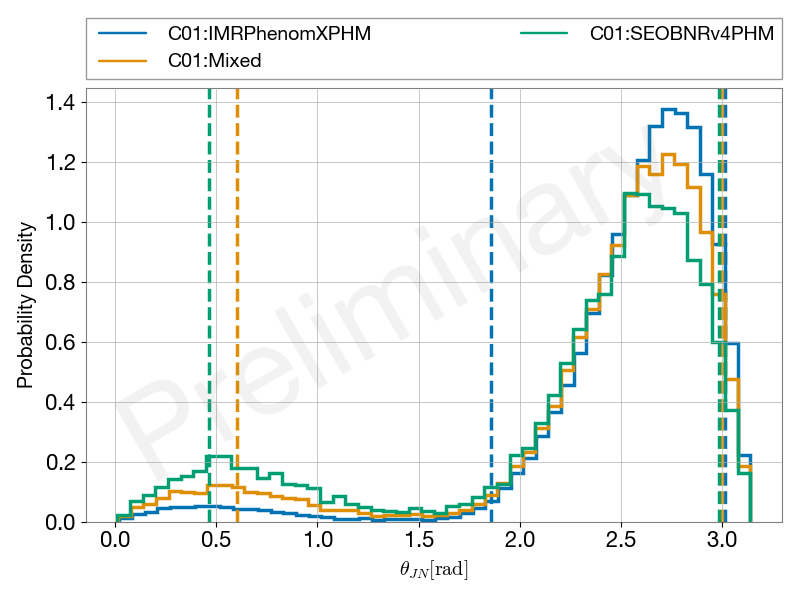 C01:IMRPhenomXPHM
C01:Mixed
C01:SEOBNRv4PHM
Probability Density
1.4
1.2
1.0
0.8
0.6
0.4
0.2
0.0
Preliminary
0.0 0.5 1.0 1.5 2.0 2.5 3.0
θJN[rad]